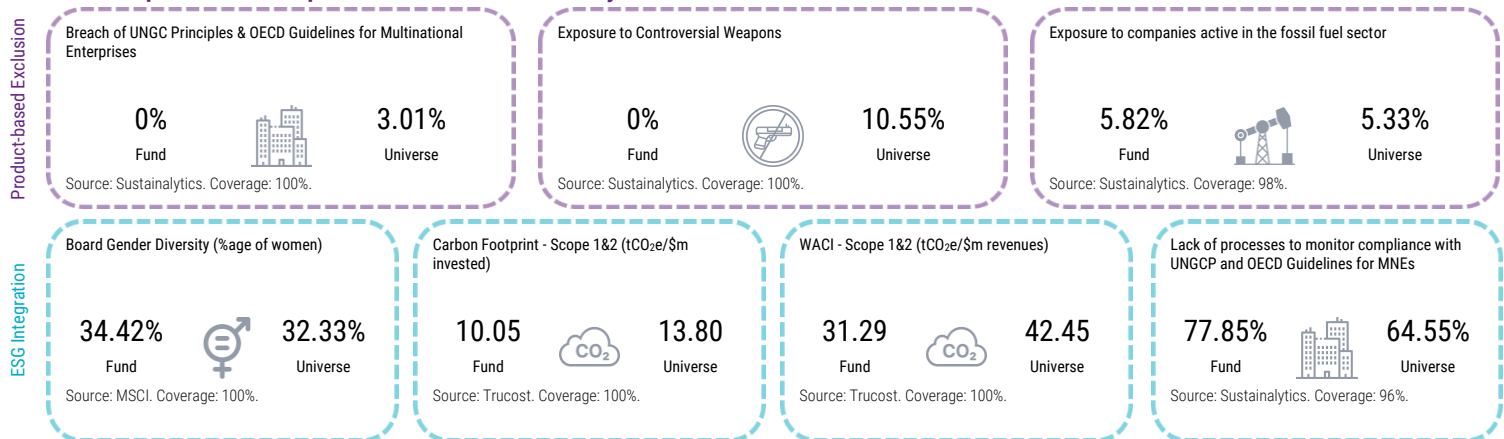 Product-based Exclusion
Breach of UNGC Principles & OECD Guidelines for Multinational
Enterprises
0%
3.01%
Fund
Universe
Source: Sustainalytics. Coverage: 100%.
Exposure to Controversial Weapons
0%
10.55%
Fund
Universe
Source: Sustainalytics. Coverage: 100%.
Exposure to companies active in the fossil fuel sector
5.82%
5.33%
Fund
Universe
Source: Sustainalytics. Coverage: 98%.
ESG Integration
Board Gender Diversity (%age of women)
34.42%
32.33%
Fund
Universe
Source: MSCI. Coverage: 100%.
Carbon Footprint - Scope 1&2 (tCO₂e/$m
invested)
10.05
CO₂
13.80
Fund
Universe
Source: Trucost. Coverage: 100%.
WACI - Scope 1&2 (tCO₂e/$m revenues)
31.29
CO₂
42.45
Fund
Universe
Source: Trucost. Coverage: 100%.
Lack of processes to monitor compliance with
UNGCP and OECD Guidelines for MNEs
77.85%
64.55%
Fund
Universe
Source: Sustainalytics. Coverage: 96%.